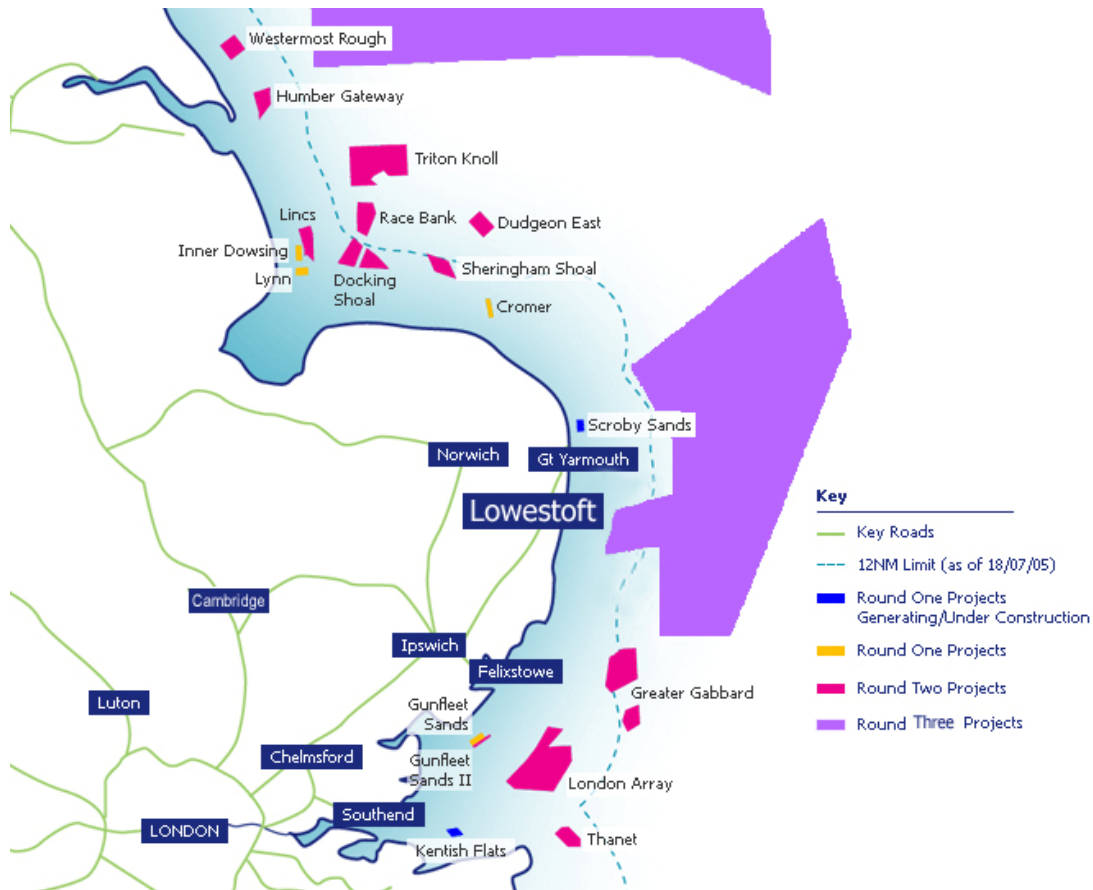 Westermost Rough
Humber Gateway
Triton Knoll
Lincs
Race Bank
Dudgeon East
Inner Dowsing
Lynn
Docking
Shoal
Sheringham Shoal
Cromer
Scroby Sands
Norwich
Gt Yarmouth
Lowestoft
Cambridge
Ipswich
Felixstowe
Luton
Gunfleet
Sands
Greater Gabbard
Chelmsford
Gunfleet
Sands II
London Array
Southend
LONDON
Kentish Flats
Thanet
Key
Key Roads
12NM Limit (as of 18/07/05)
Round One Projects
Generating/Under Construction
Round One Projects
Round Two Projects
Round Three Projects